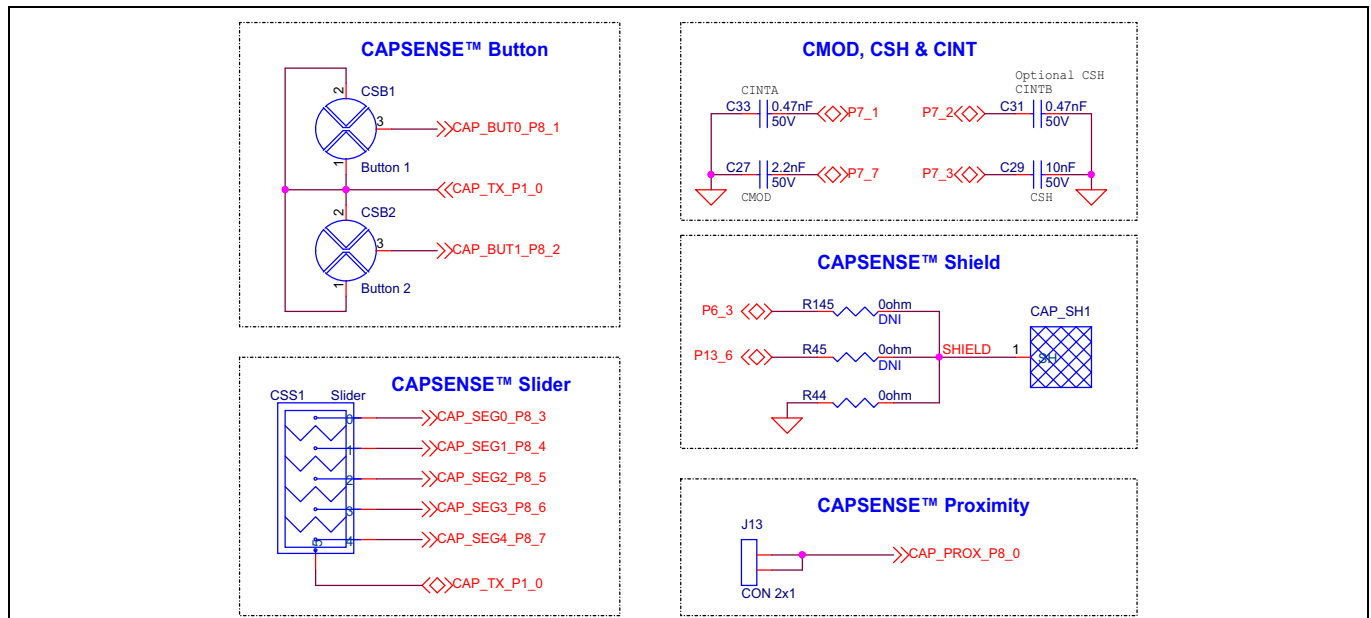 CAPSENSE™ Button
2
CSB1
3
CAP_BUT0_P8_1
1
Button 1
CAP_TX_P1_0
2
CSB2
3
CAP_BUT1_P8_2
1
Button 2
CMOD, CSH & CINT
Optional CSH
CINTA
CINTB
C33 0.47nF P7_1
50V
P7_2 C31 0.47nF
50V
C27 2.2nF P7_7
50V
CMOD
P7_3 C29 10nF
50V
CSH
CAPSENSE™ Shield
P6_3 R145 0ohm
DNI
CAP_SH1
P13_6 R45 0ohm
DNI
SHIELD 1 SH
R44 0ohm
CAPSENSE™ Slider
CSS1 Slider
0 CAP_SEG0_P8_3
1 CAP_SEG1_P8_4
2 CAP_SEG2_P8_5
3 CAP_SEG3_P8_6
4 CAP_SEG4_P8_7
CAP_TX_P1_0
CAPSENSE™ Proximity
J13
CAP_PROX_P8_0
CON 2x1